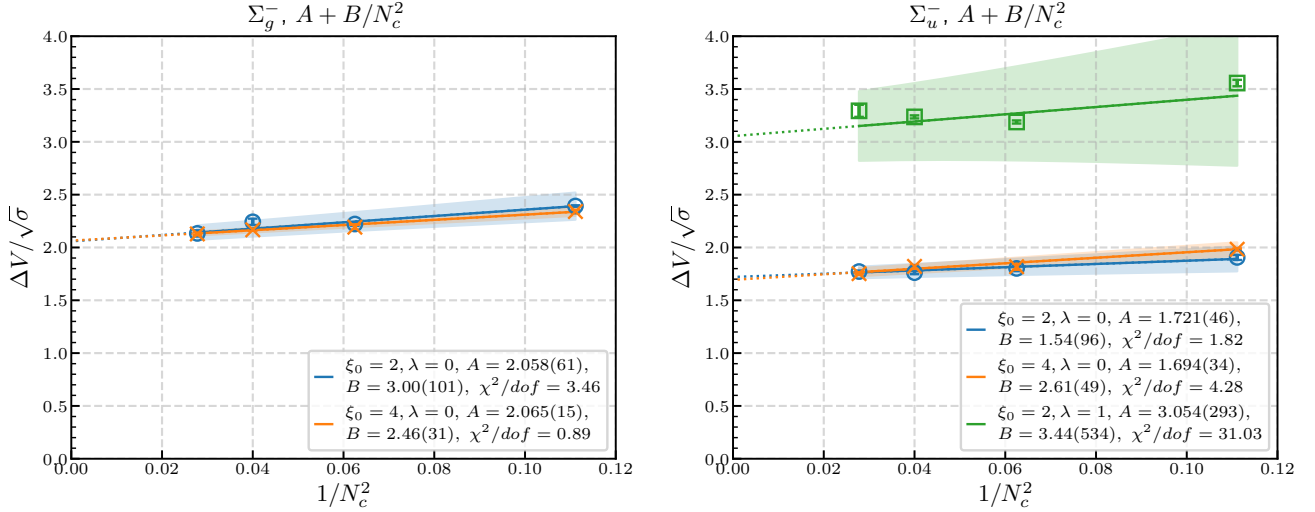 Σ_g^−, A + B/N_c^2
ΔV/√σ
4.0
3.5
3.0
2.5
2.0
1.5
1.0
0.5
0.0
ξ_0 = 2, λ = 0, A = 2.058(61),
B = 3.00(101), χ^2/dof = 3.46
ξ_0 = 4, λ = 0, A = 2.065(15),
B = 2.46(31), χ^2/dof = 0.89
0.00 0.02 0.04 0.06 0.08 0.10 0.12
1/N_c^2
Σ_u^−, A + B/N_c^2
ΔV/√σ
4.0
3.5
3.0
2.5
2.0
1.5
1.0
0.5
0.0
ξ_0 = 2, λ = 0, A = 1.721(46),
B = 1.54(96), χ^2/dof = 1.82
ξ_0 = 4, λ = 0, A = 1.694(34),
B = 2.61(49), χ^2/dof = 4.28
ξ_0 = 2, λ = 1, A = 3.054(293),
B = 3.44(534), χ^2/dof = 31.03
0.00 0.02 0.04 0.06 0.08 0.10 0.12
1/N_c^2